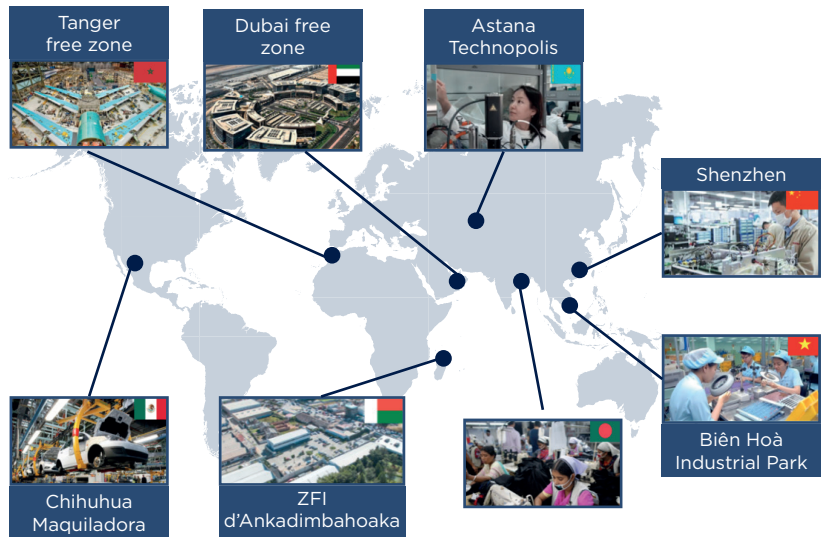 Tanger
free zone
Dubai free
zone
Astana
Technopolis
Shenzhen
Biên Hoà
Industrial Park
Chihuhua
Maquiladora
ZFI
d'Ankadimbahoaka